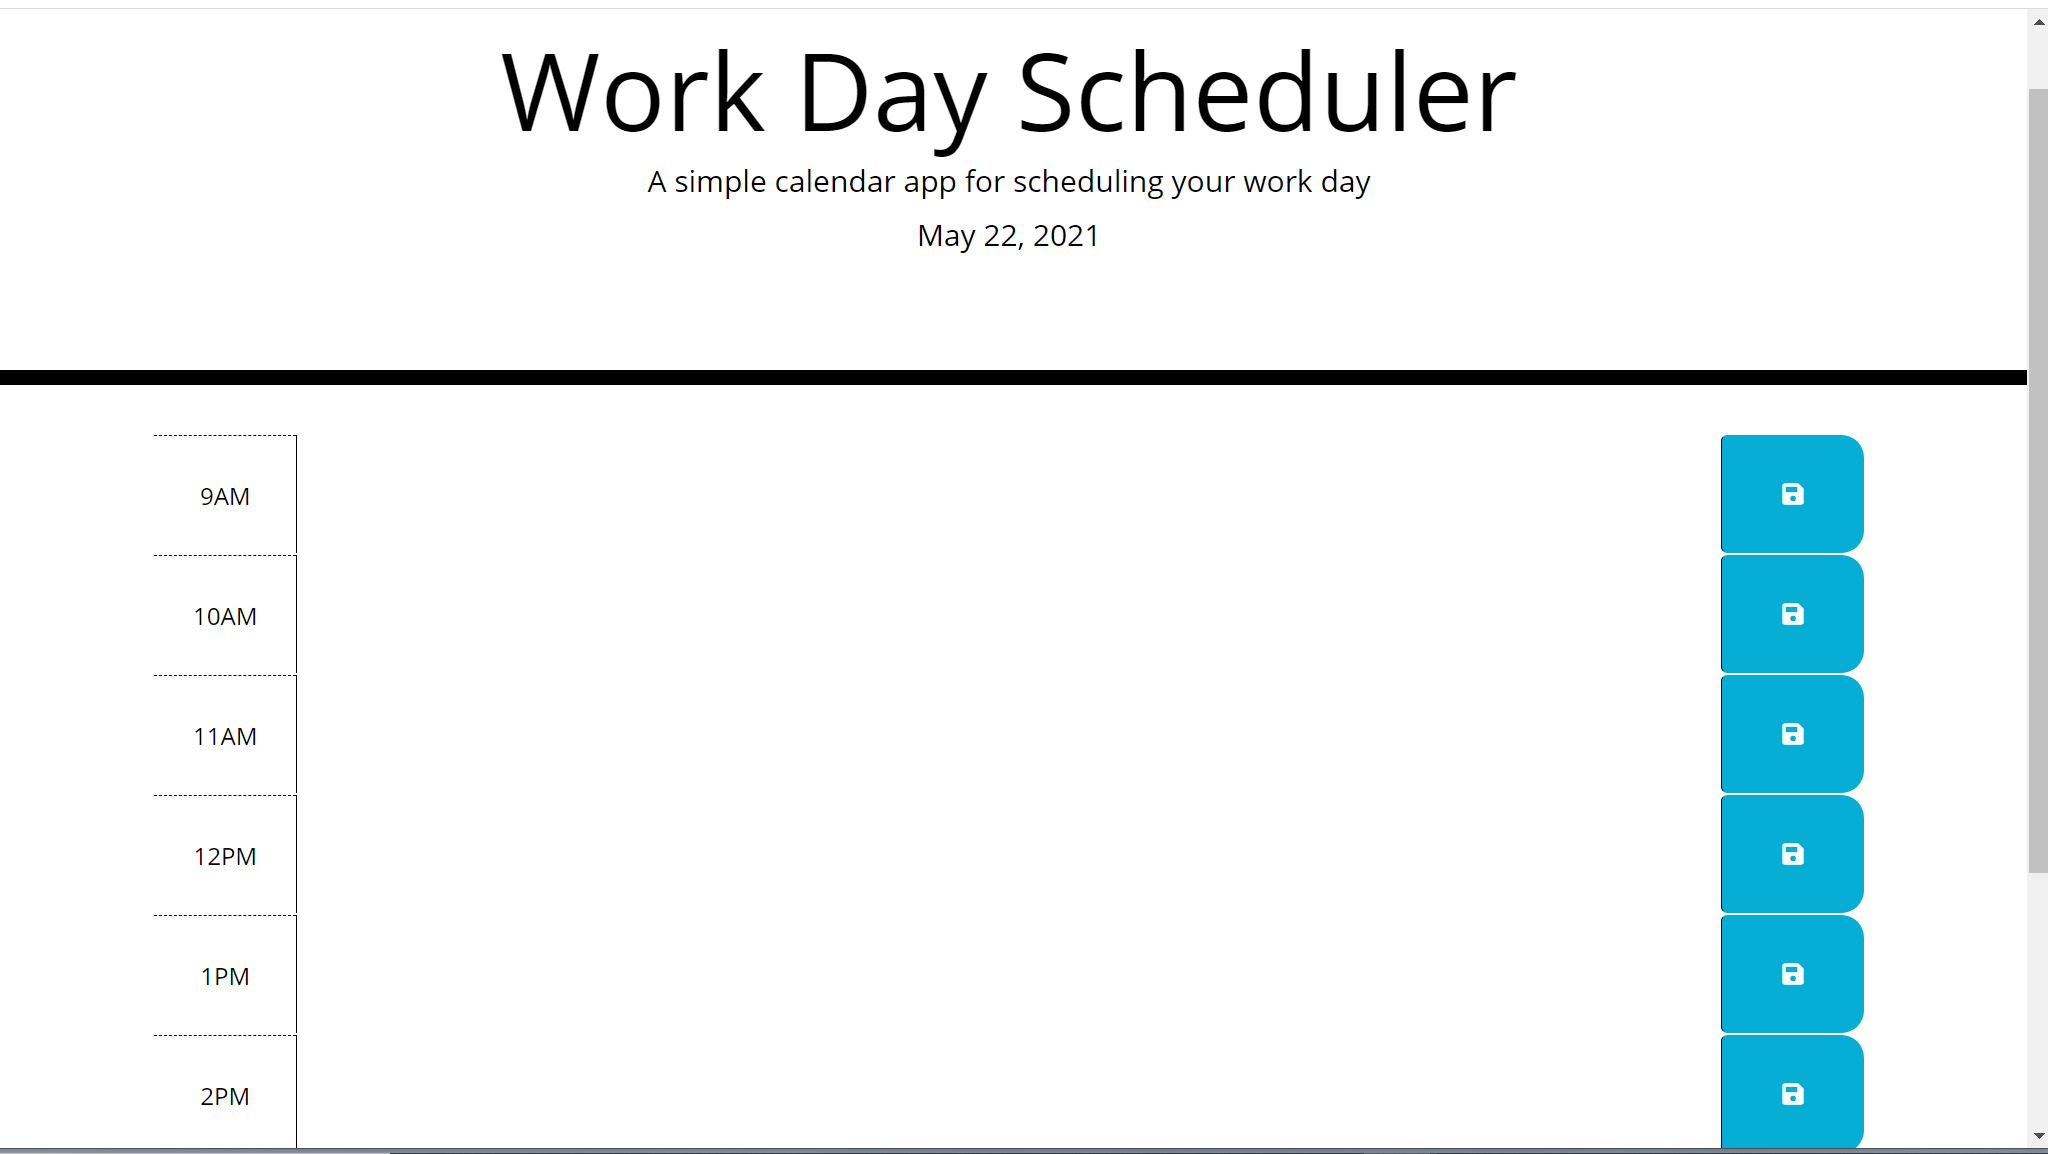 Work Day Scheduler
A simple calendar app for scheduling your work day
May 22, 2021
9AM
10AM
11AM
12PM
1PM
2PM